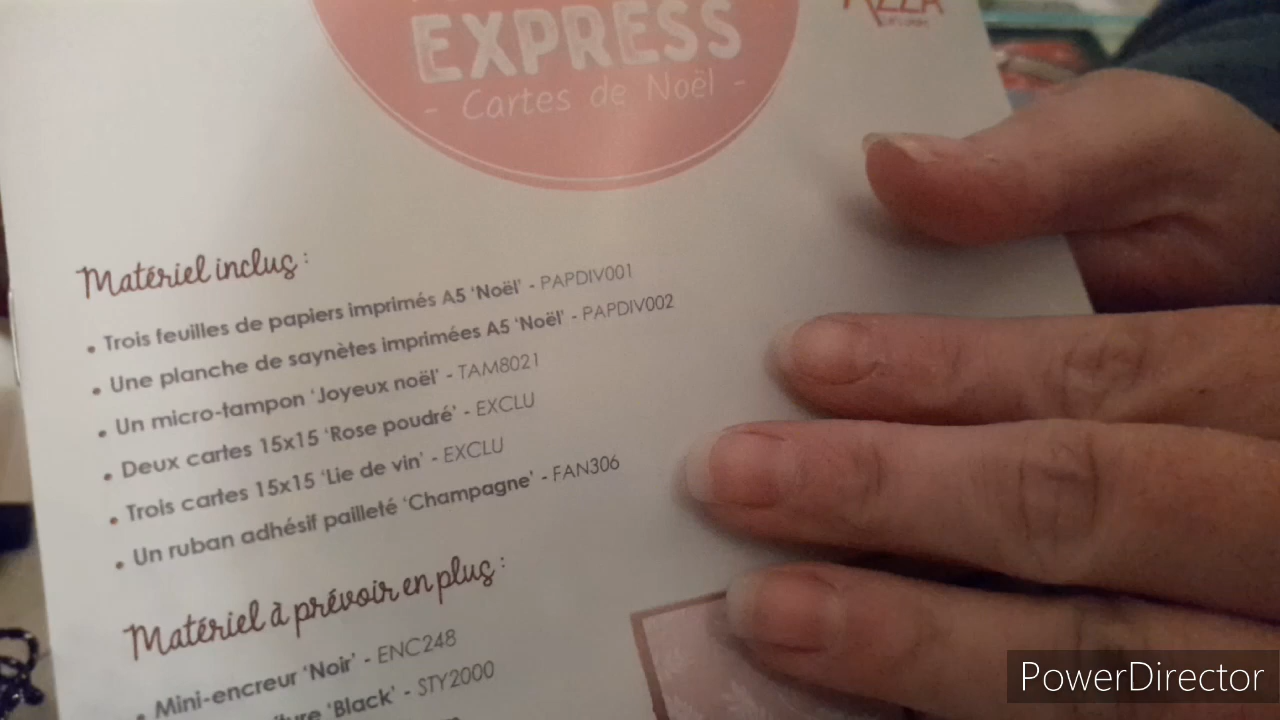 EXPRESS
- Cartes de Noël -
Matériel inclus :
• Trois feuilles de papiers imprimés A5 'Noël' - PAPDIV001
• Une planche de saynètes imprimées A5 'Noël' - PAPDIV002
• Un micro-tampon 'Joyeux noël' - TAM8021
• Deux cartes 15x15 'Rose poudré' - EXCLU
• Trois cartes 15x15 'Lie de vin' - EXCLU
• Un ruban adhésif pailleté 'Champagne' - FAN306
Matériel à prévoir en plus :
• Mini-encreur 'Noir' - ENC248
'Black' - STY2000
PowerDirector